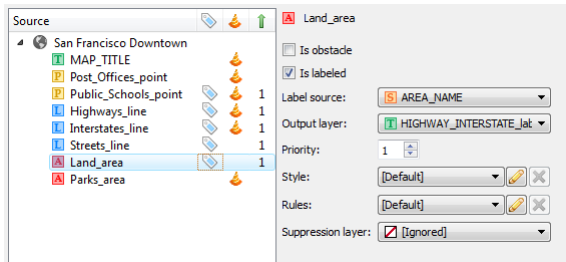 Source
San Francisco Downtown
T MAP_TITLE
P Post_Offices_point
P Public_Schools_point 1
L Highways_line 1
L Interstates_line 1
L Streets_line 1
A Land_area 1
A Parks_area
A Land_area
Is obstacle
Is labeled
Label source: S AREA_NAME
Output layer: T HIGHWAY_INTERSTATE_lab
Priority: 1
Style: [Default]
Rules: [Default]
Suppression layer: [Ignored]